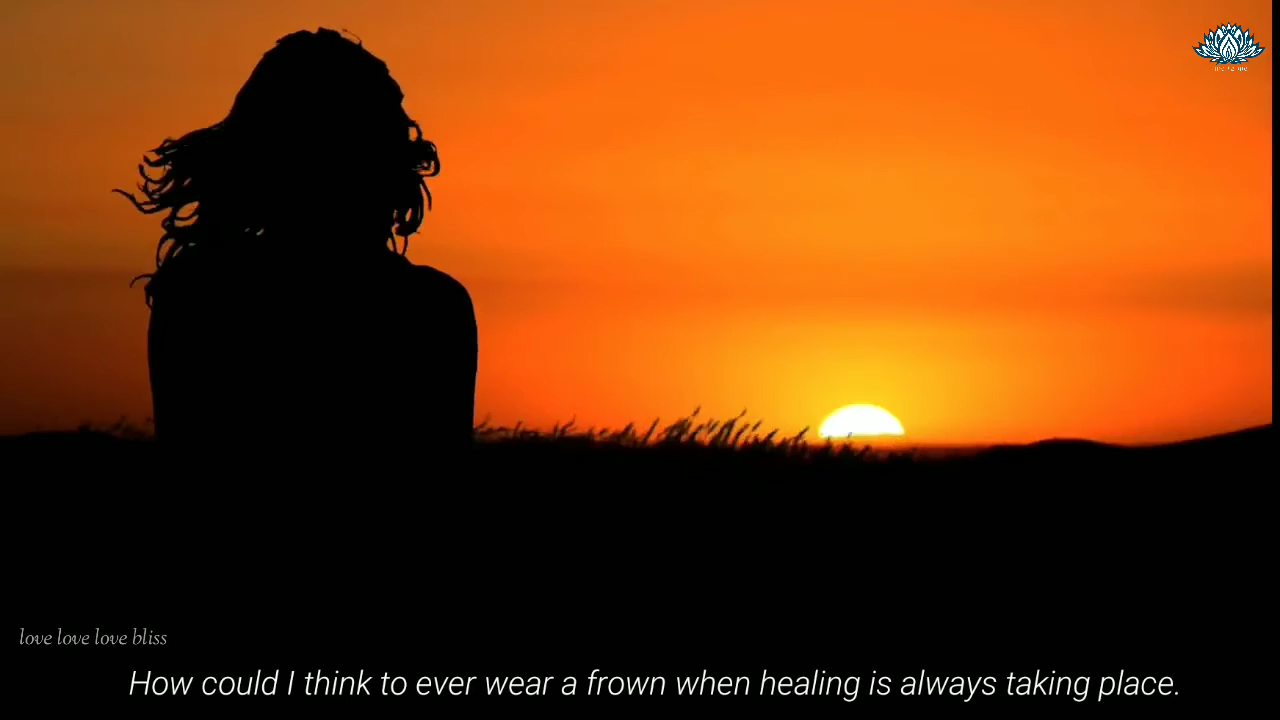 love love love bliss
How could I think to ever wear a frown when healing is always taking place.